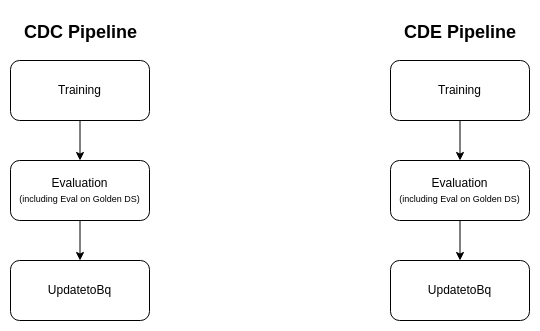 CDC Pipeline
Training
Evaluation
(including Eval on Golden DS)
UpdatetoBq
CDE Pipeline
Training
Evaluation
(including Eval on Golden DS)
UpdatetoBq